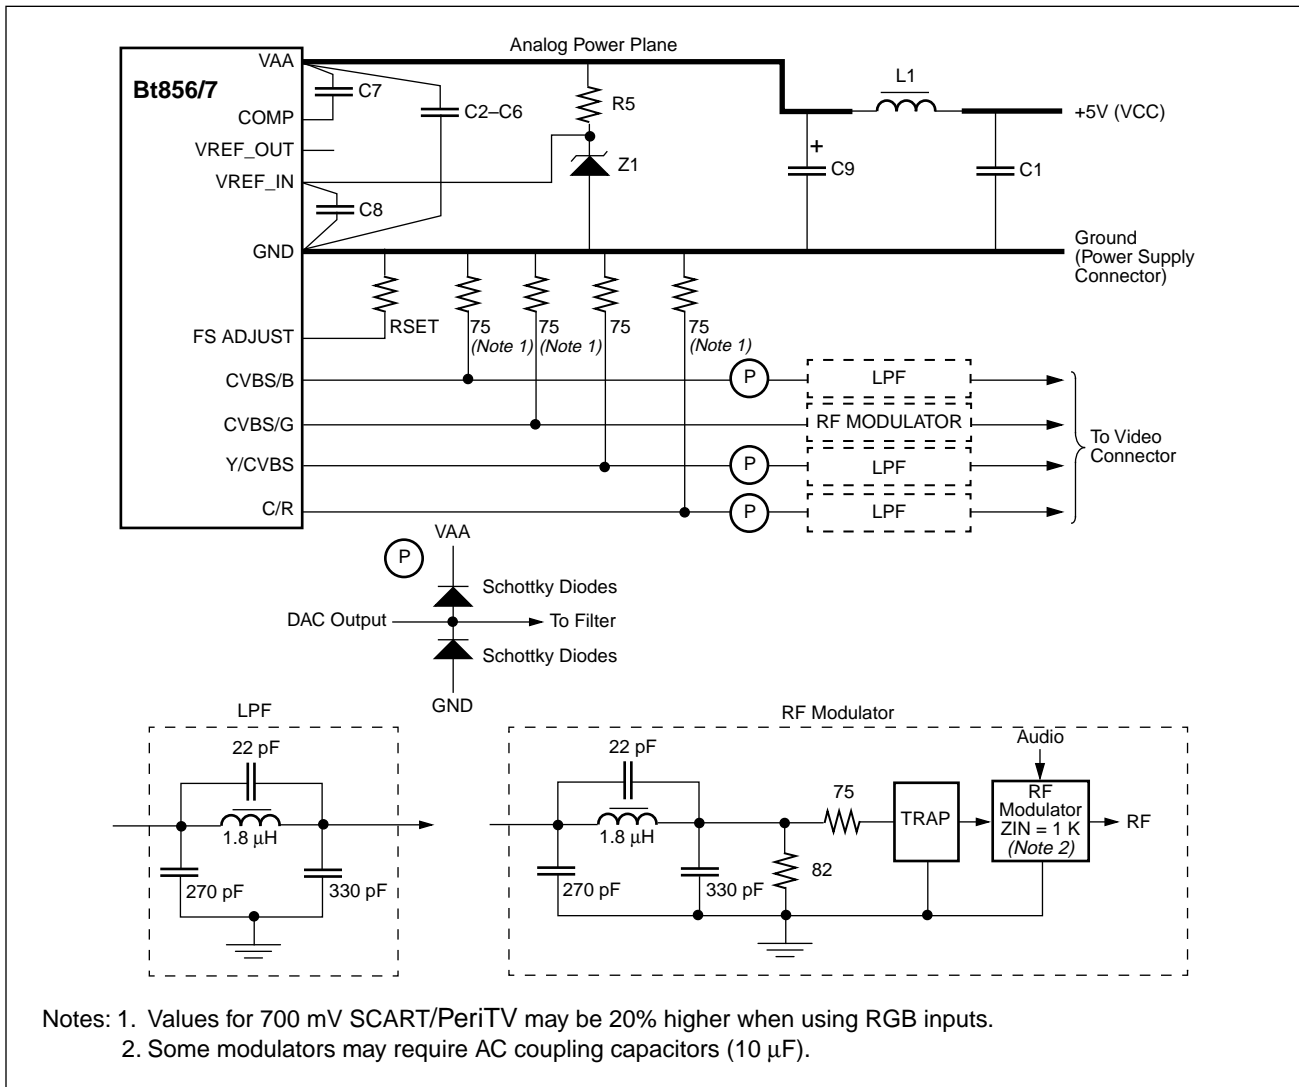 Analog Power Plane
VAA
Bt856/7
L1
C7
R5
C2–C6
COMP
+5V (VCC)
+
VREF_OUT
Z1
C9
C1
VREF_IN
C8
GND
Ground
(Power Supply
Connector)
RSET
75
(Note 1)
75
(Note 1)
75
75
(Note 1)
FS ADJUST
CVBS/B
P
LPF
CVBS/G
RF MODULATOR
To Video
Connector
Y/CVBS
P
LPF
C/R
P
LPF
VAA
P
Schottky Diodes
DAC Output
To Filter
Schottky Diodes
GND
LPF
22 pF
1.8 μH
270 pF
330 pF
RF Modulator
22 pF
1.8 μH
270 pF
330 pF
75
82
TRAP
Audio
RF
Modulator
ZIN = 1 K
(Note 2)
RF
Notes: 1. Values for 700 mV SCART/PeriTV may be 20% higher when using RGB inputs.
2. Some modulators may require AC coupling capacitors (10 μF).